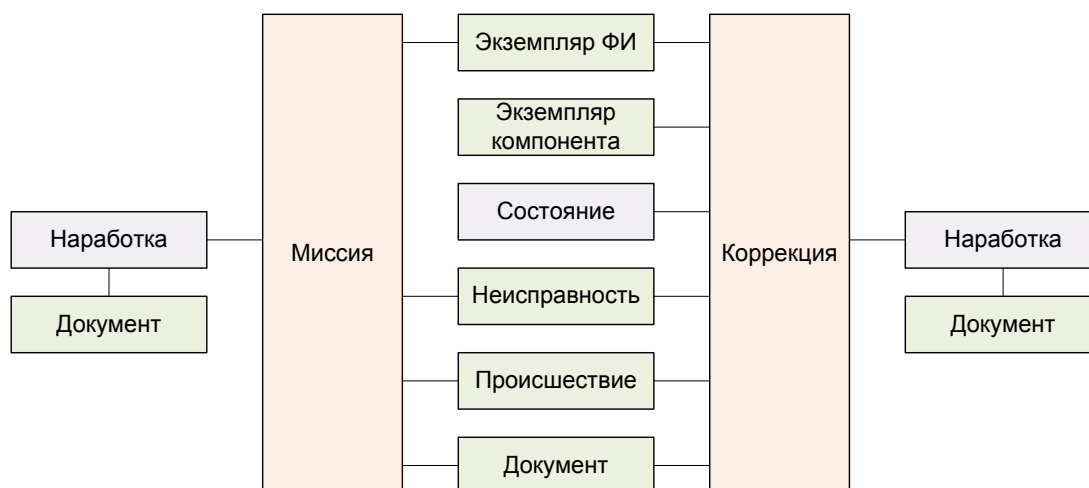 Экземпляр ФИ
Экземпляр
компонента
Состояние
Наработка
Миссия
Коррекция
Наработка
Неисправность
Документ
Документ
Происшествие
Документ